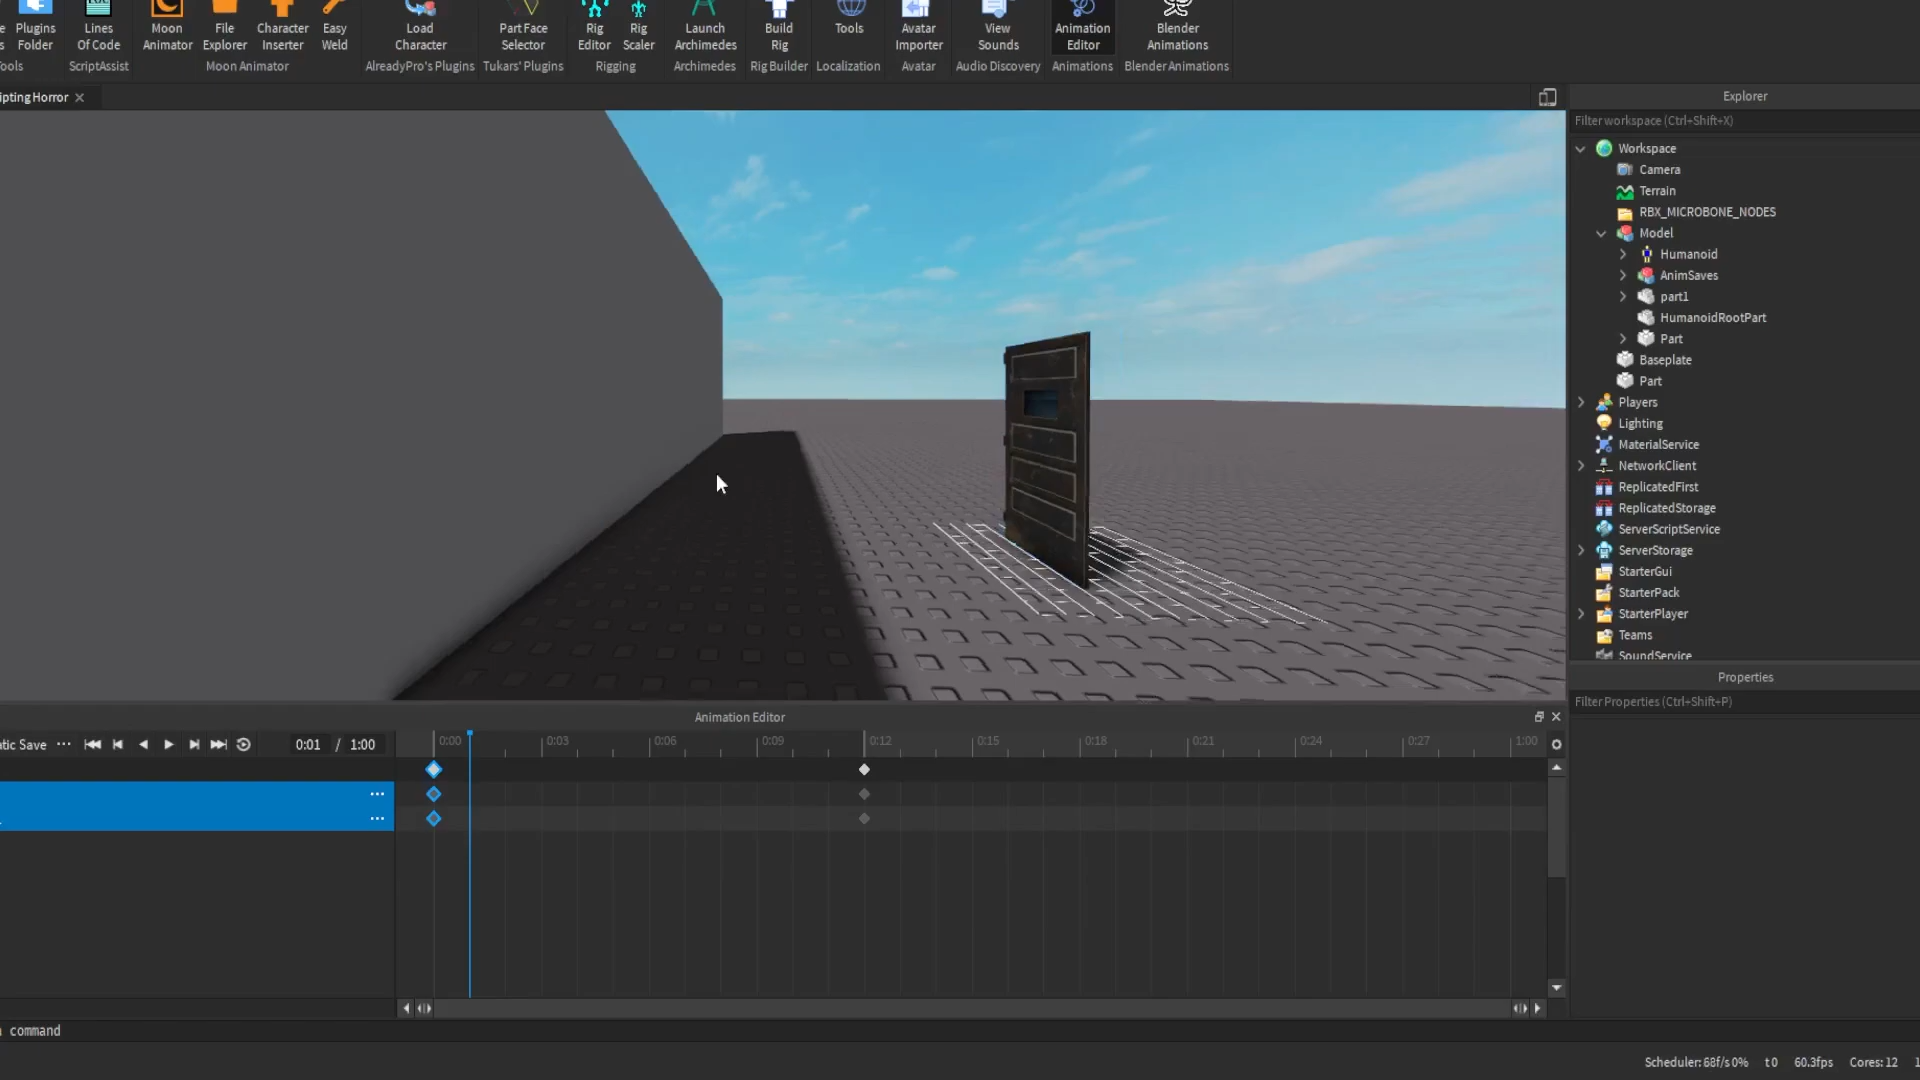 Plugins Folder
Lines Of Code
Moon Animator
File Explorer
Character Inserter
Easy Weld
Load Character
Part Face Selector
Rig Editor
Rig Scaler
Launch Archimedes
Build Rig
Tools
Avatar Importer
View Sounds
Animation Editor
Blender Animations
ools ScriptAssist Moon Animator AlreadyPro's Plugins Tukars' Plugins Rigging Archimedes Rig Builder Localization Avatar Audio Discovery Animations Blender Animations
ipting Horror
Explorer
Filter workspace (Ctrl+Shift+X)
Workspace
Camera
Terrain
RBX_MICROBONE_NODES
Model
Humanoid
AnimSaves
part1
HumanoidRootPart
Part
Baseplate
Part
Players
Lighting
MaterialService
NetworkClient
ReplicatedFirst
ReplicatedStorage
ServerScriptService
ServerStorage
StarterGui
StarterPack
StarterPlayer
Teams
SoundService
Properties
Filter Properties (Ctrl+Shift+P)
Animation Editor
tic Save ··· 0:01 / 1:00 0:00 0:03 0:06 0:09 0:12 0:15 0:18 0:21 0:24 0:27 1:00
···
···
command
Scheduler: 68f/s 0% t 0 60.3fps Cores: 12